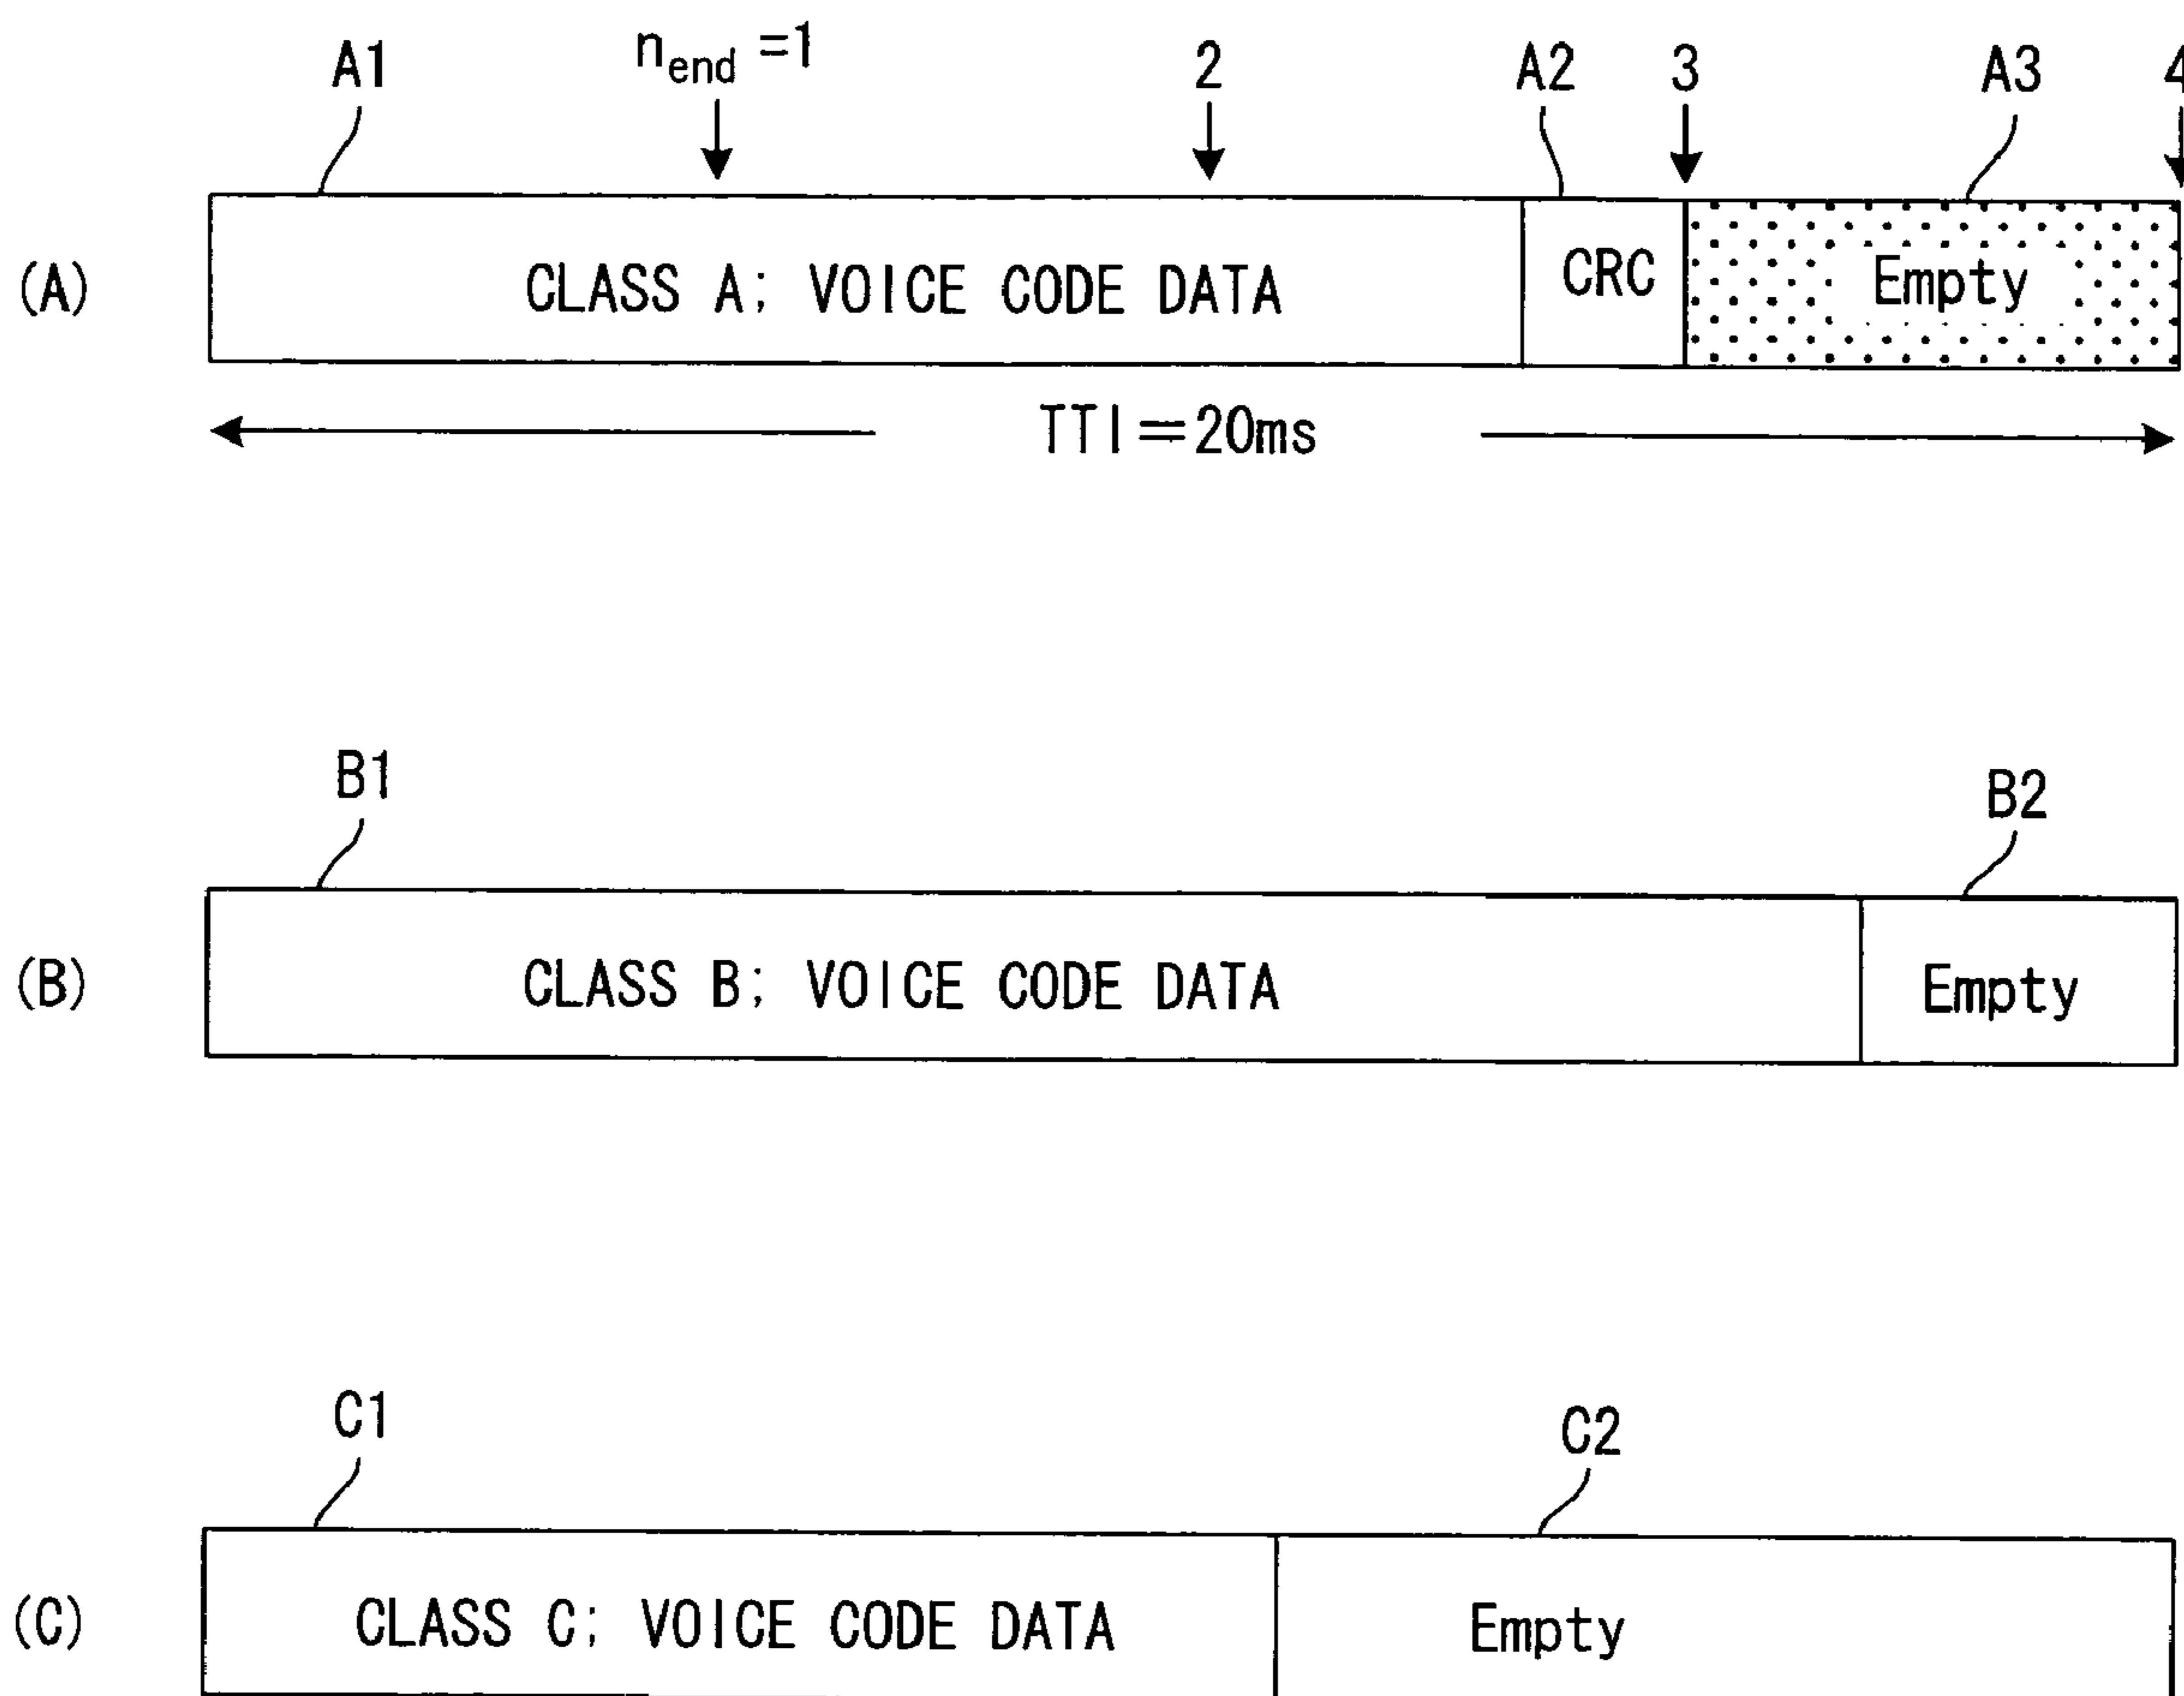 A1 n_end =1 2 A2 3 A3 4
(A) CLASS A; VOICE CODE DATA CRC Empty
TTI=20ms
B1 B2
(B) CLASS B; VOICE CODE DATA Empty
C1 C2
(C) CLASS C; VOICE CODE DATA Empty